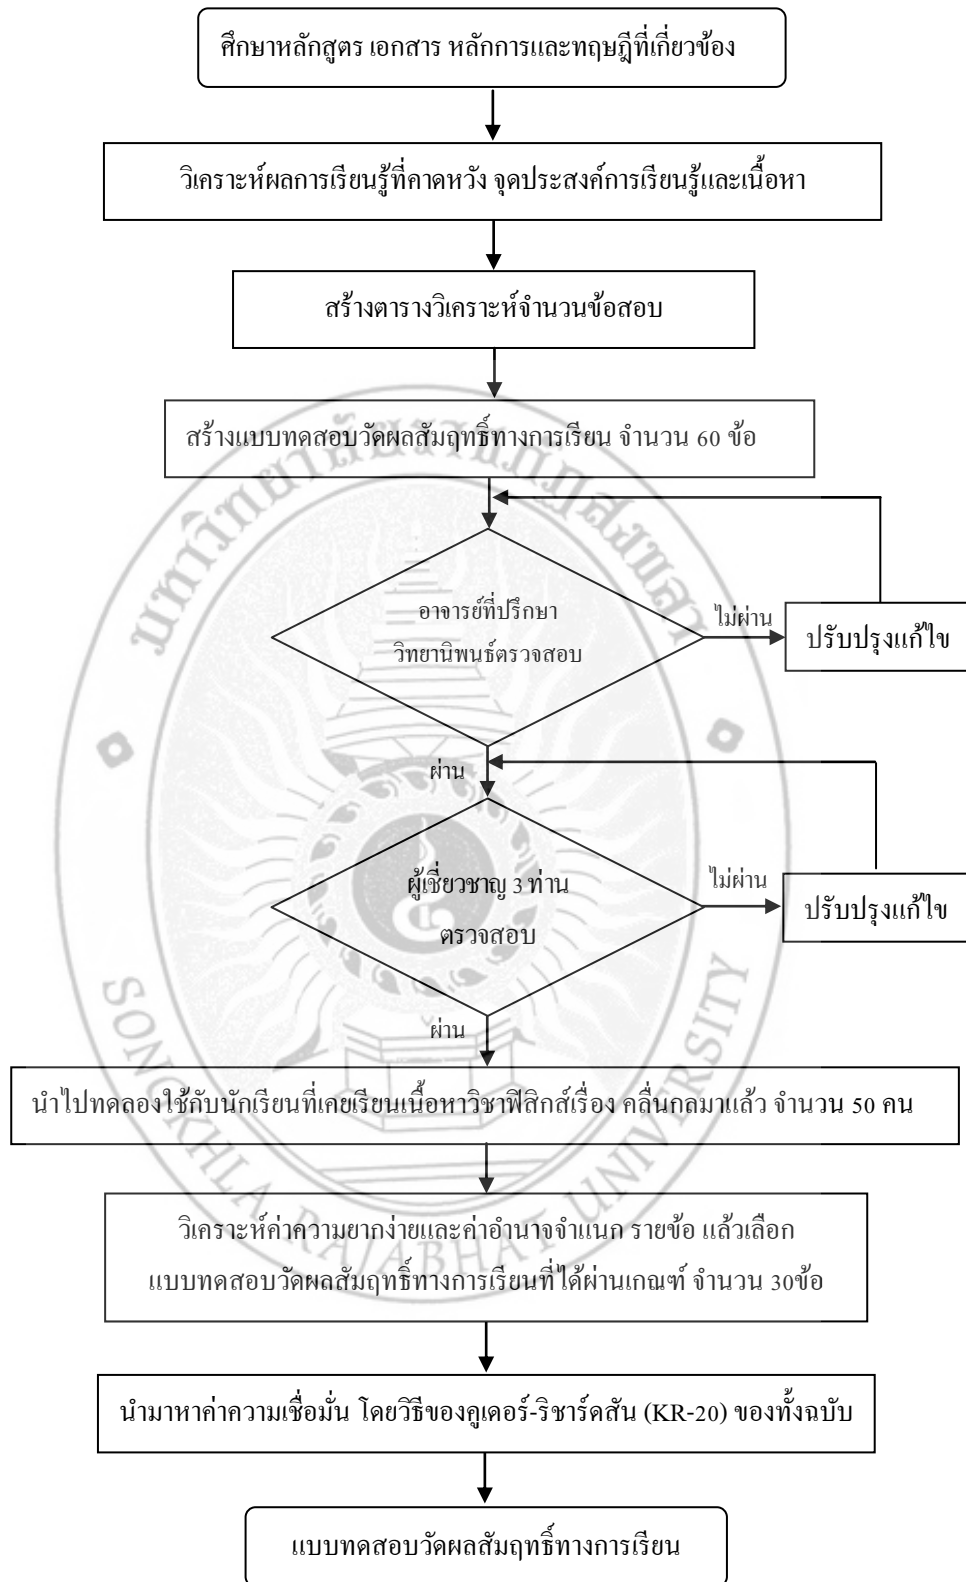 ศึกษาหลักสูตร เอกสาร หลักการและทฤษฎีที่เกี่ยวข้อง
วิเคราะห์ผลการเรียนรู้ที่คาดหวัง จุดประสงค์การเรียนรู้และเนื้อหา
สร้างตารางวิเคราะห์จำนวนข้อสอบ
สร้างแบบทดสอบวัดผลสัมฤทธิ์ทางการเรียน จำนวน 60 ข้อ
มหาวิทยาลัยราชภัฏสงขลา
อาจารย์ที่ปรึกษา
วิทยานิพนธ์ตรวจสอบ
ไม่ผ่าน
ปรับปรุงแก้ไข
ผ่าน
ผู้เชี่ยวชาญ 3 ท่าน
ตรวจสอบ
ไม่ผ่าน
ปรับปรุงแก้ไข
ผ่าน
SONGKHLA RAJABHAT UNIVERSITY
นำไปทดลองใช้กับนักเรียนที่เคยเรียนเนื้อหาวิชาฟิสิกส์เรื่อง คลื่นกลมาแล้ว จำนวน 50 คน
วิเคราะห์ค่าความยากง่ายและค่าอำนาจจำแนก รายข้อ แล้วเลือก
แบบทดสอบวัดผลสัมฤทธิ์ทางการเรียนที่ได้ผ่านเกณฑ์ จำนวน 30ข้อ
นำมาหาค่าความเชื่อมั่น โดยวิธีของคูเดอร์-ริชาร์ดสัน (KR-20) ของทั้งฉบับ
แบบทดสอบวัดผลสัมฤทธิ์ทางการเรียน